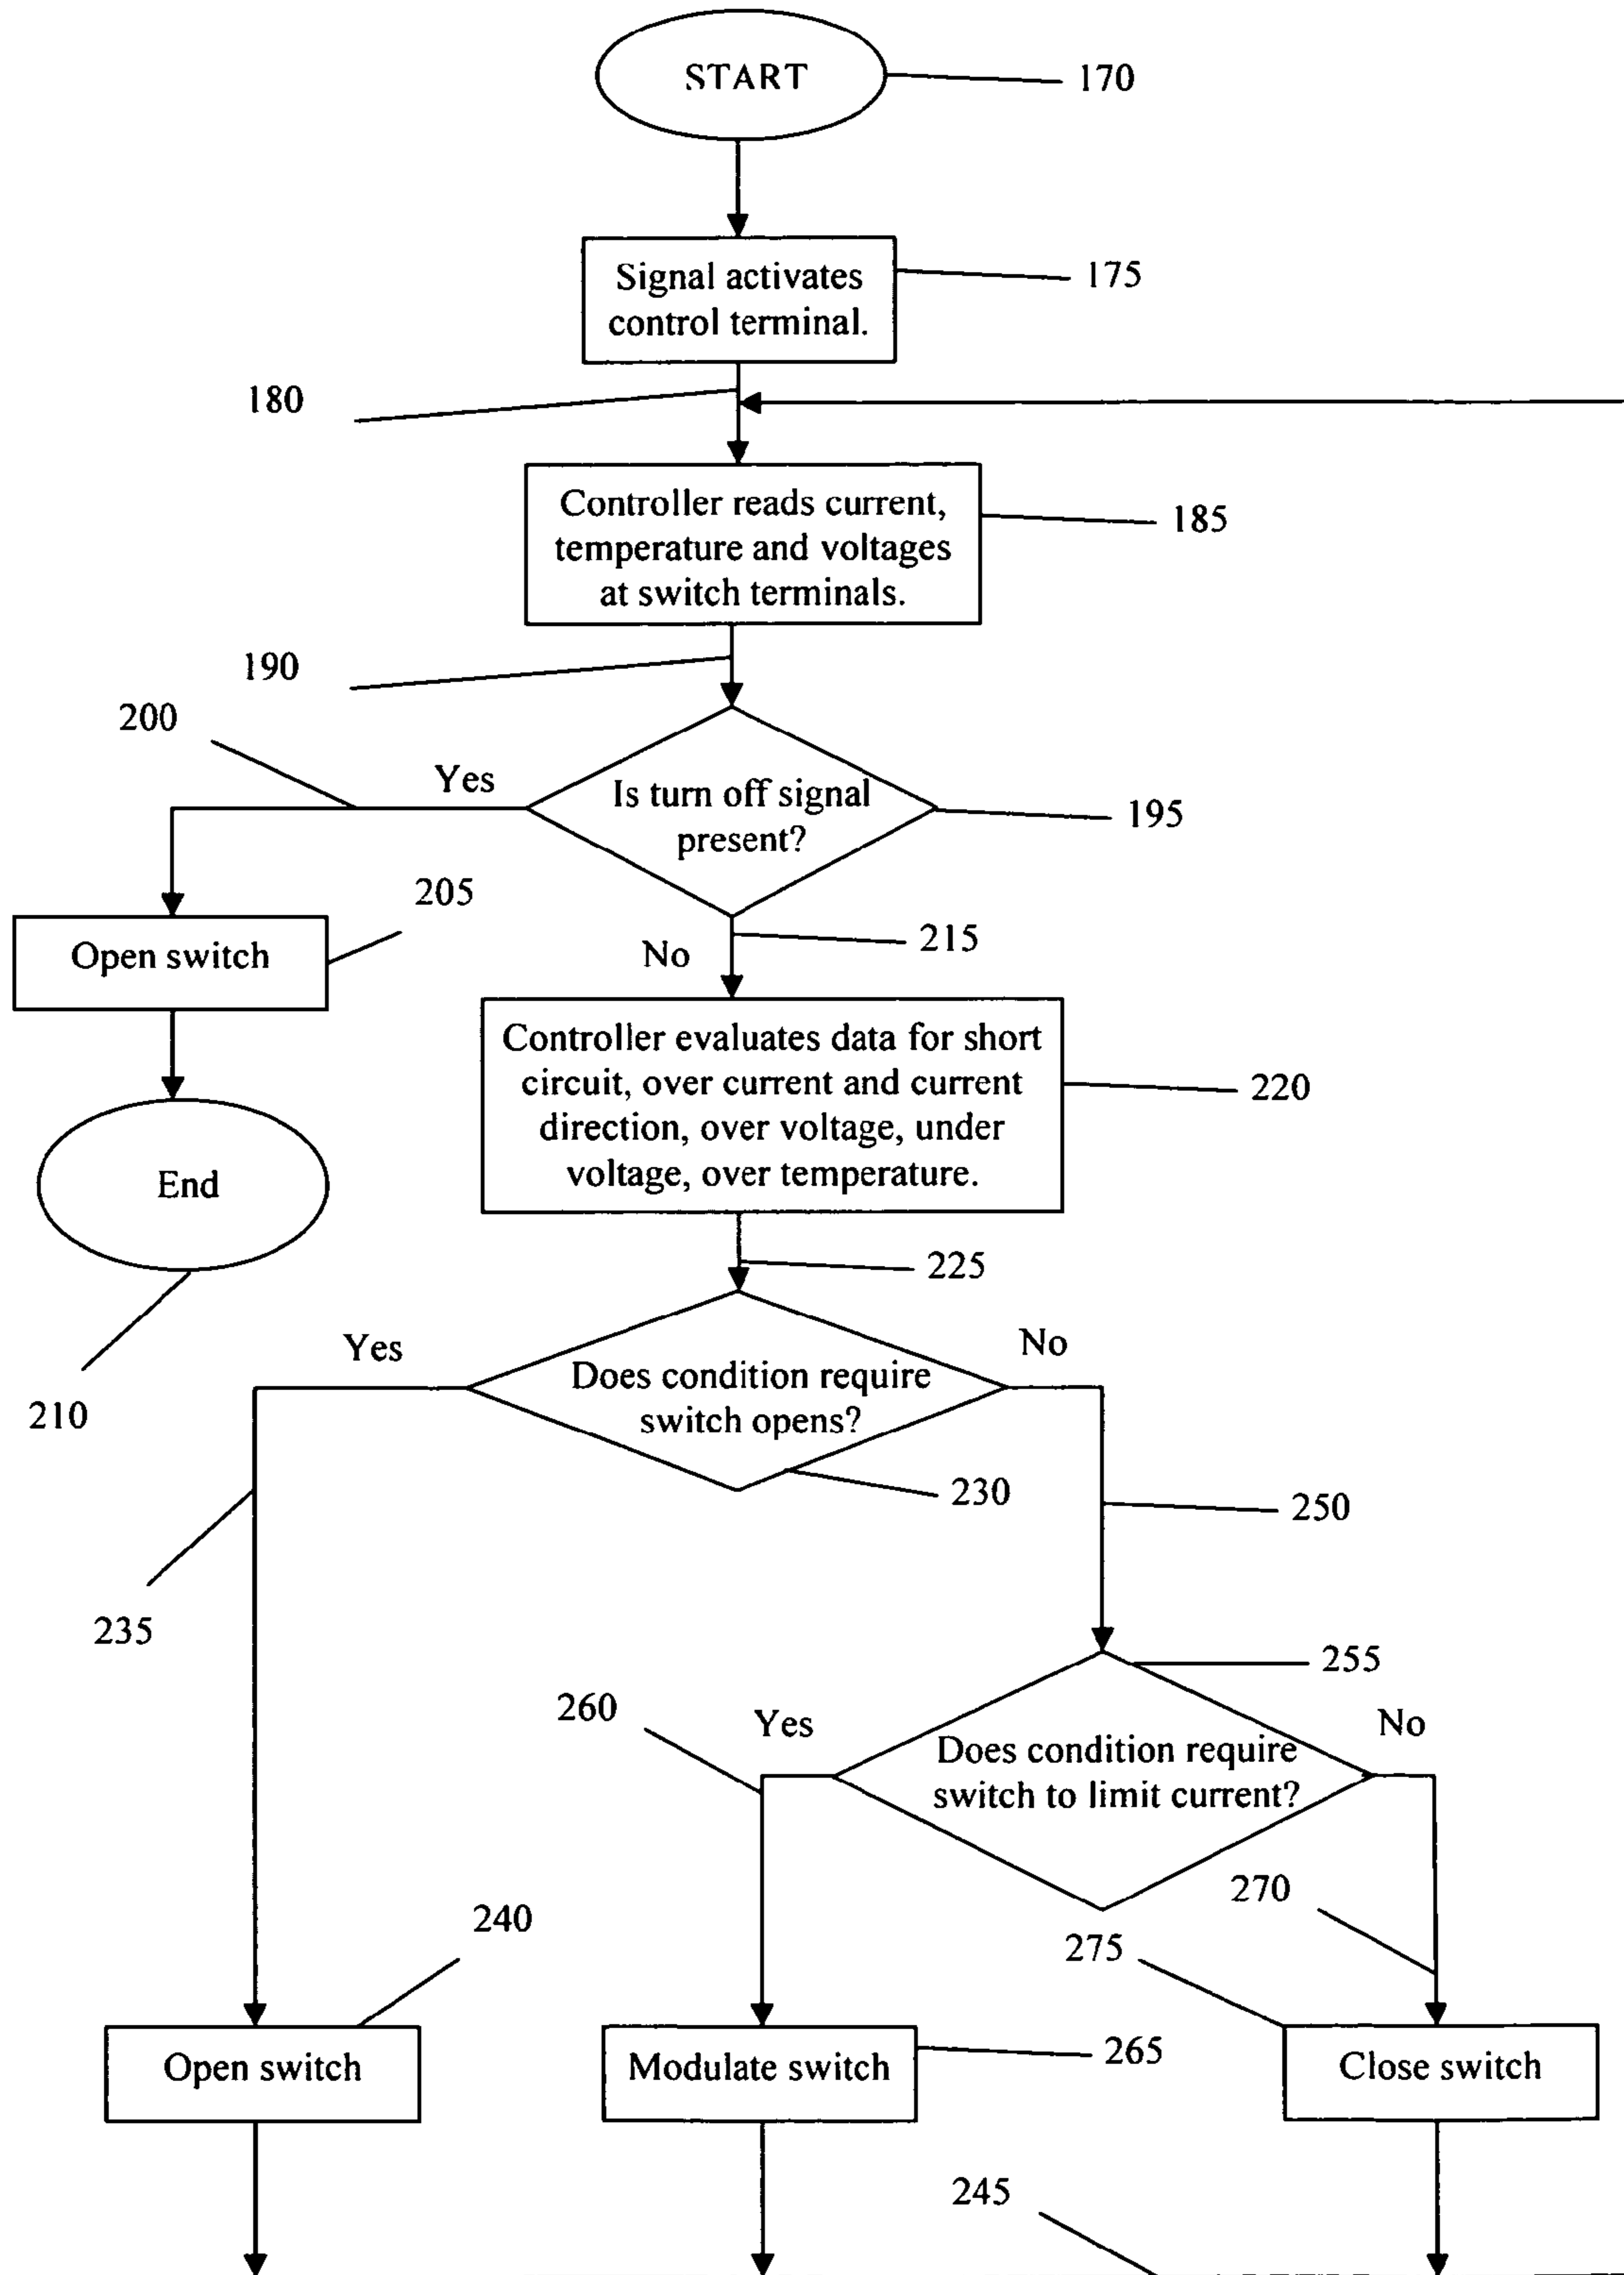 START
170
Signal activates
control terminal.
175
180
Controller reads current,
temperature and voltages
at switch terminals.
185
190
200
Yes
Is turn off signal
present?
195
205
Open switch
215
No
Controller evaluates data for short
circuit, over current and current
direction, over voltage, under
voltage, over temperature.
220
End
210
225
Yes
No
Does condition require
switch opens?
230
250
235
255
260
Yes
No
Does condition require
switch to limit current?
270
240
275
Open switch
Modulate switch
265
Close switch
245